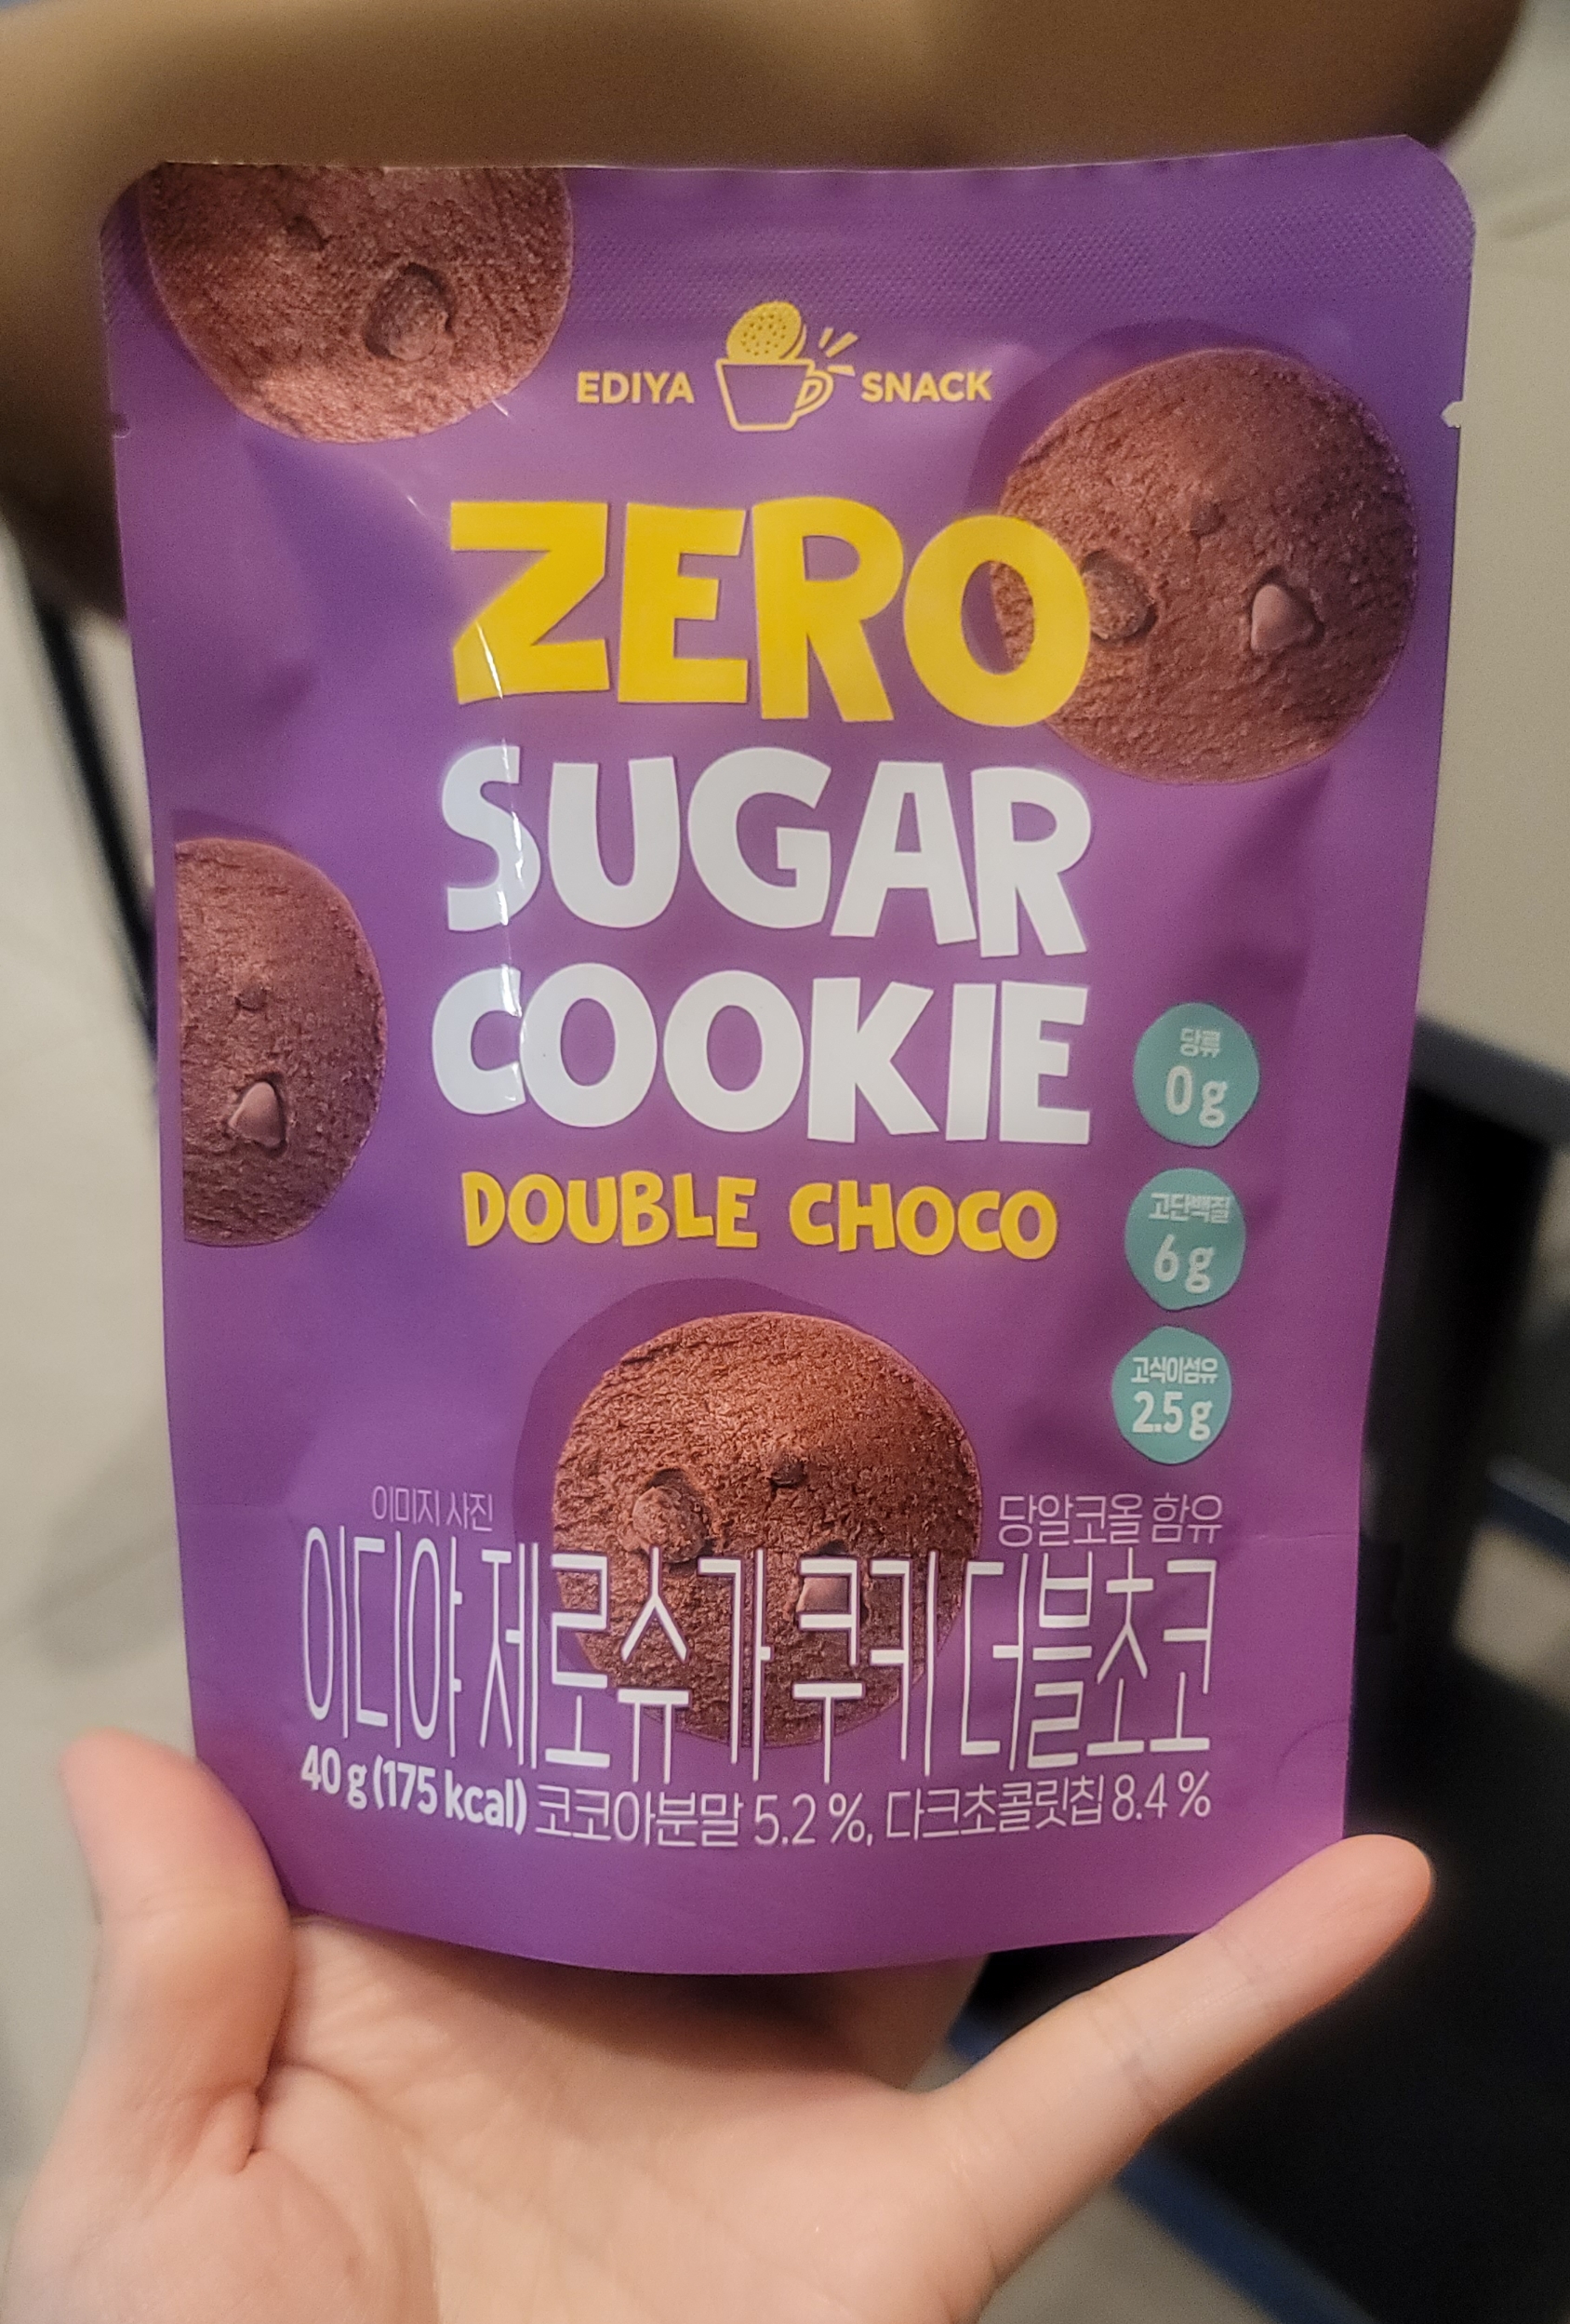 EDIYA SNACK
ZERO
SUGAR
COOKIE
DOUBLE CHOCO
당류
0g
고단백질
6g
고식이섬유
2.5g
이미지 사진
당알코올 함유
이디야 제로슈가 쿠키 더블초코
40 g (175 kcal) 코코아분말 5.2 %, 다크초콜릿칩 8.4 %